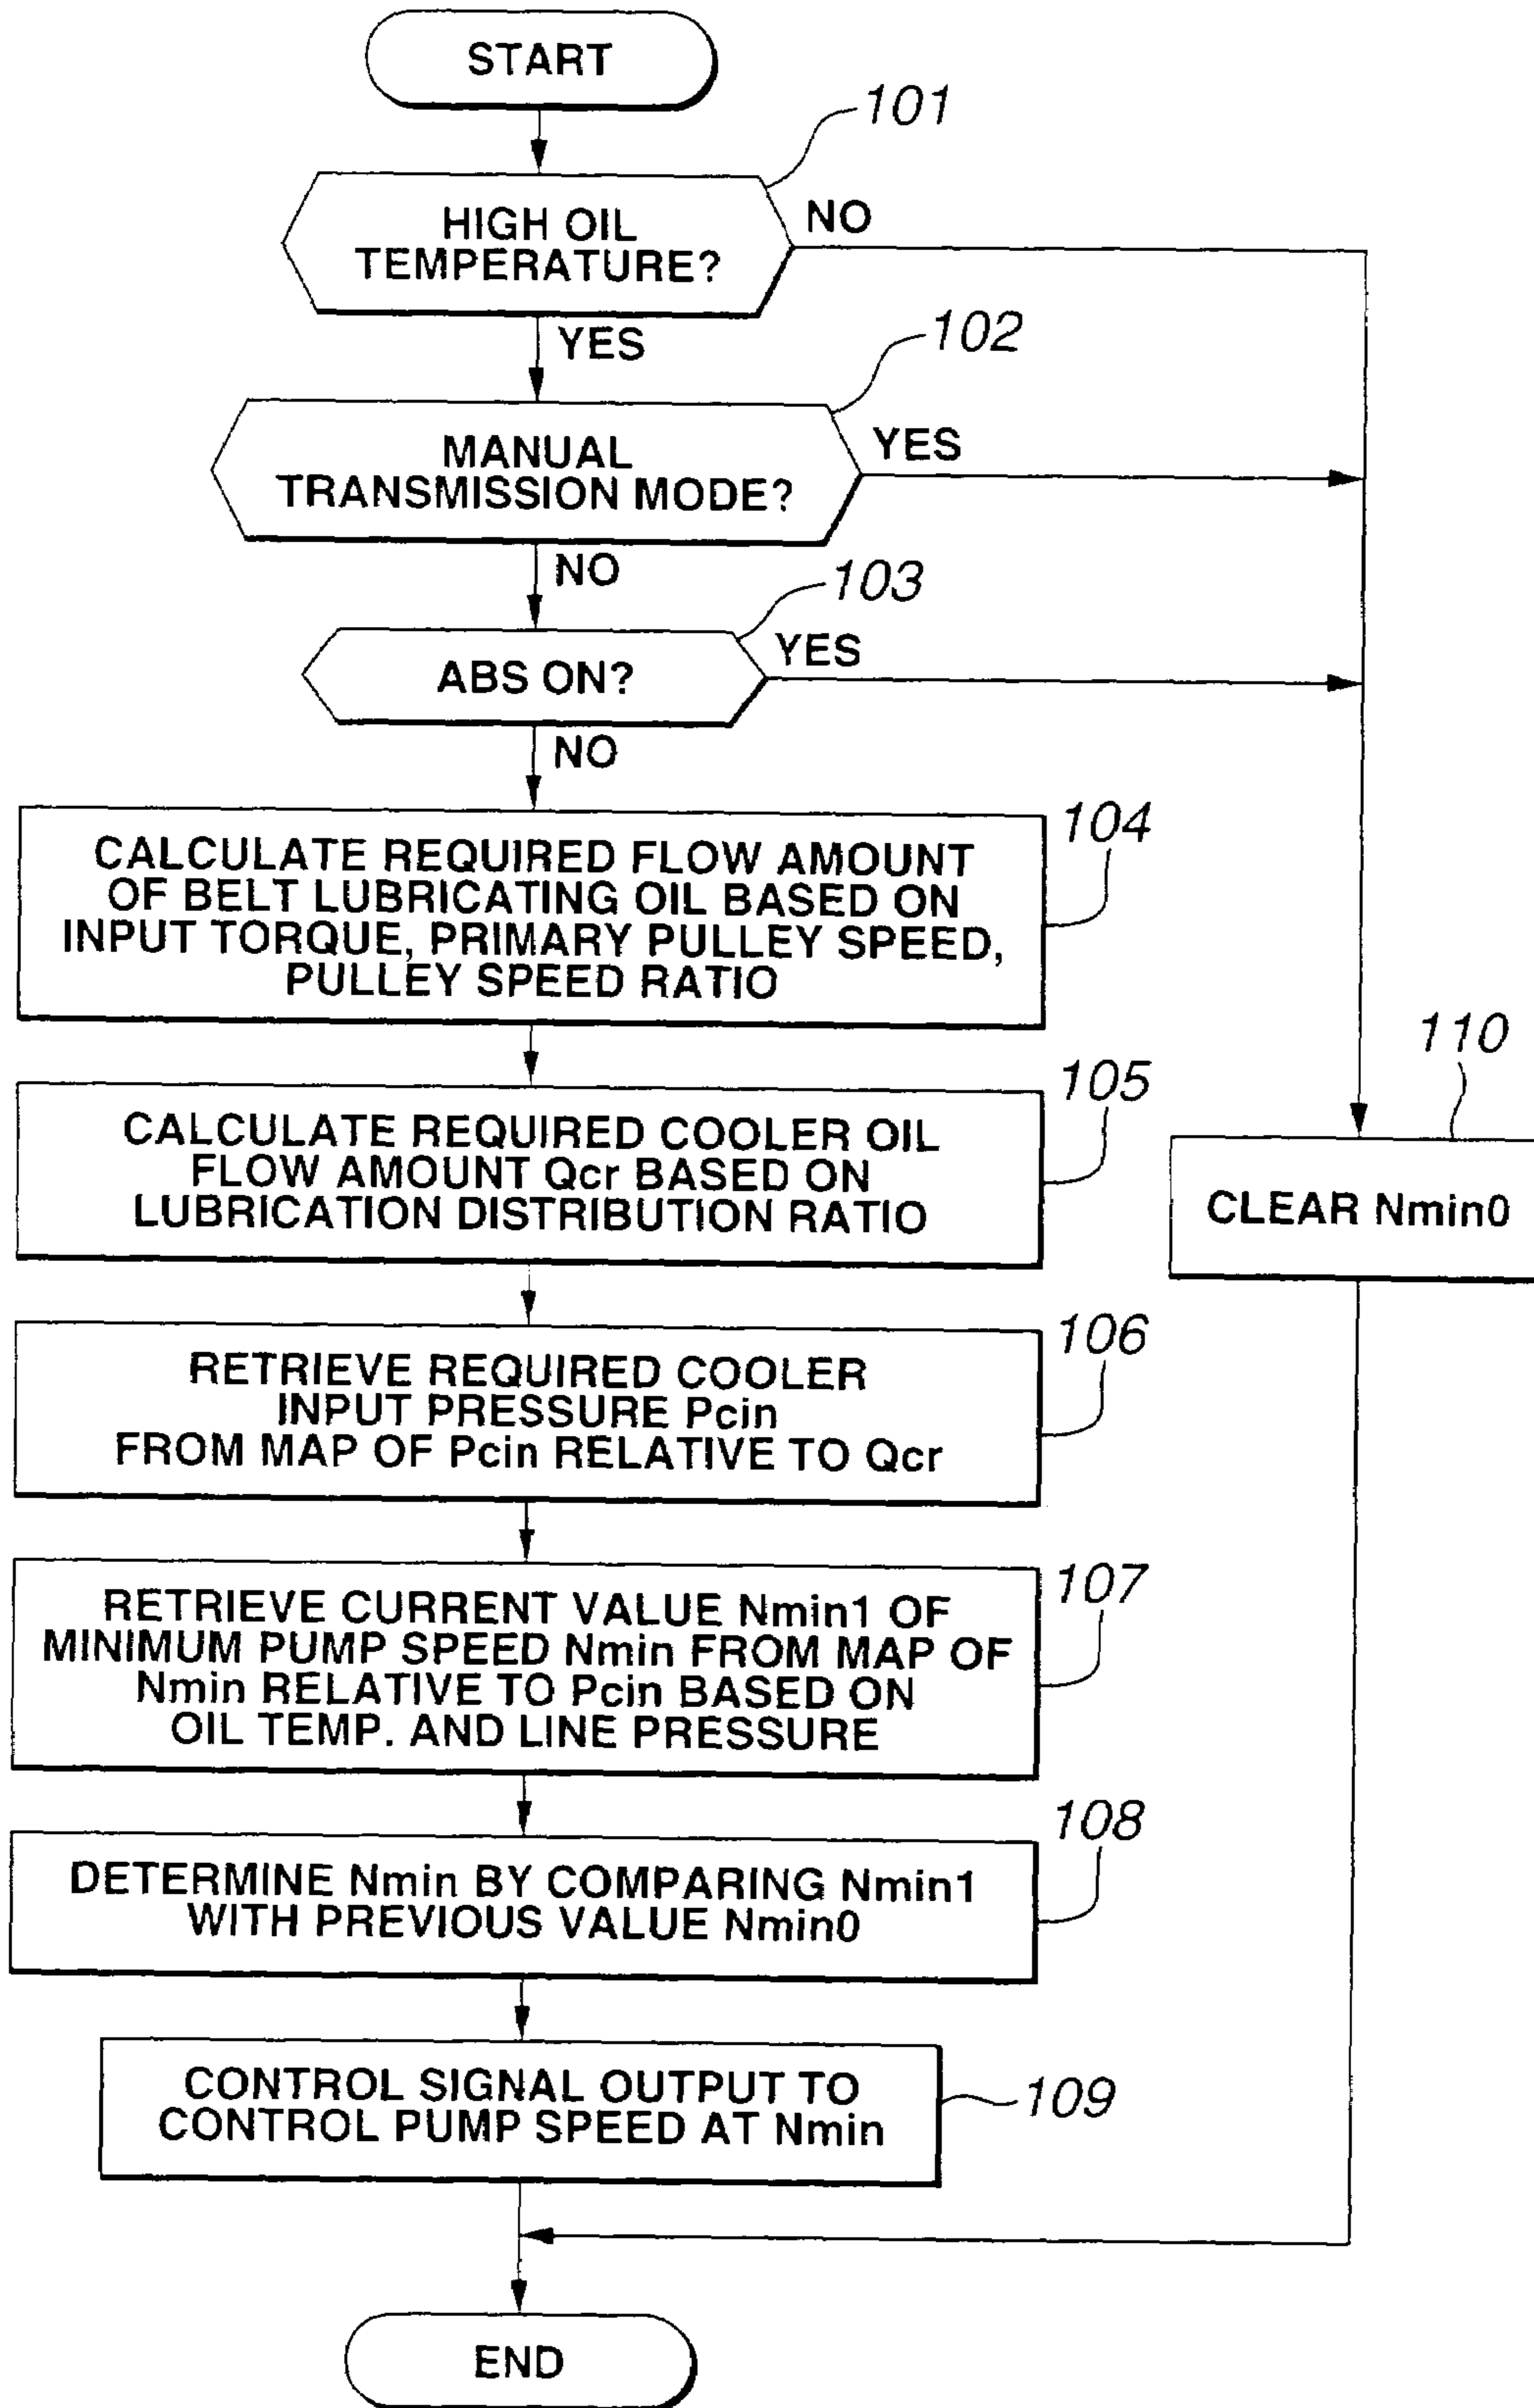 START
101
HIGH OIL
TEMPERATURE?
NO
YES
102
MANUAL
TRANSMISSION MODE?
YES
NO
103
ABS ON?
YES
NO
104
CALCULATE REQUIRED FLOW AMOUNT
OF BELT LUBRICATING OIL BASED ON
INPUT TORQUE, PRIMARY PULLEY SPEED,
PULLEY SPEED RATIO
105
CALCULATE REQUIRED COOLER OIL
FLOW AMOUNT Qcr BASED ON
LUBRICATION DISTRIBUTION RATIO
110
CLEAR Nmin0
106
RETRIEVE REQUIRED COOLER
INPUT PRESSURE Pcin
FROM MAP OF Pcin RELATIVE TO Qcr
107
RETRIEVE CURRENT VALUE Nmin1 OF
MINIMUM PUMP SPEED Nmin FROM MAP OF
Nmin RELATIVE TO Pcin BASED ON
OIL TEMP. AND LINE PRESSURE
108
DETERMINE Nmin BY COMPARING Nmin1
WITH PREVIOUS VALUE Nmin0
CONTROL SIGNAL OUTPUT TO
CONTROL PUMP SPEED AT Nmin
109
END